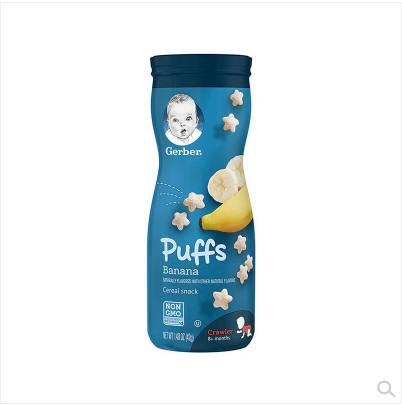 Gerber.
Puffs
Banana
NATURALLY FLAVORED WITH OTHER NATURAL FLAVORS
Cereal snack
NON
GMO
Crawler
8+ months
NET WT 1.48 OZ (42g)